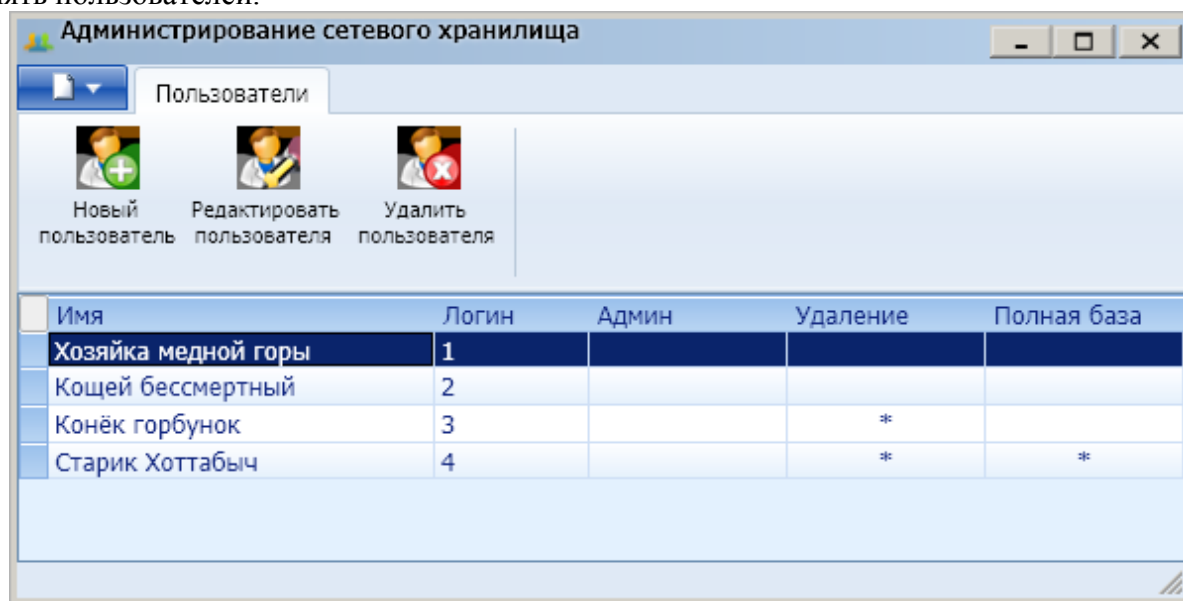 пользователей.
Администрирование сетевого хранилища
Пользователи
Новый пользователь
Редактировать пользователя
Удалить пользователя
Имя Логин Админ Удаление Полная база
Хозяйка медной горы 1
Кощей бессмертный 2
Конёк горбунок 3 *
Старик Хоттабыч 4 * *